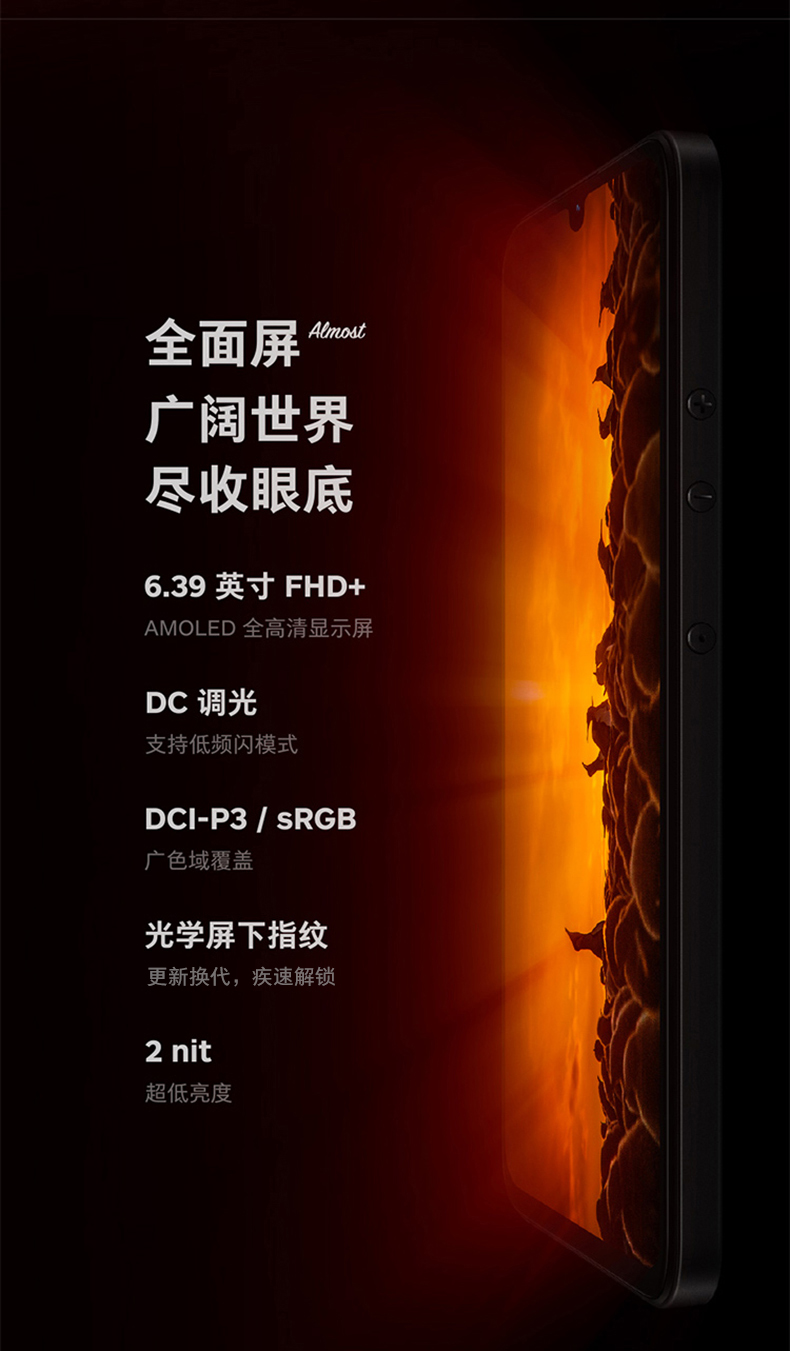 全面屏 Almost
广阔世界
尽收眼底
6.39 英寸 FHD+
AMOLED 全高清显示屏
DC 调光
支持低频闪模式
DCI-P3 / sRGB
广色域覆盖
光学屏下指纹
更新换代，疾速解锁
2 nit
超低亮度